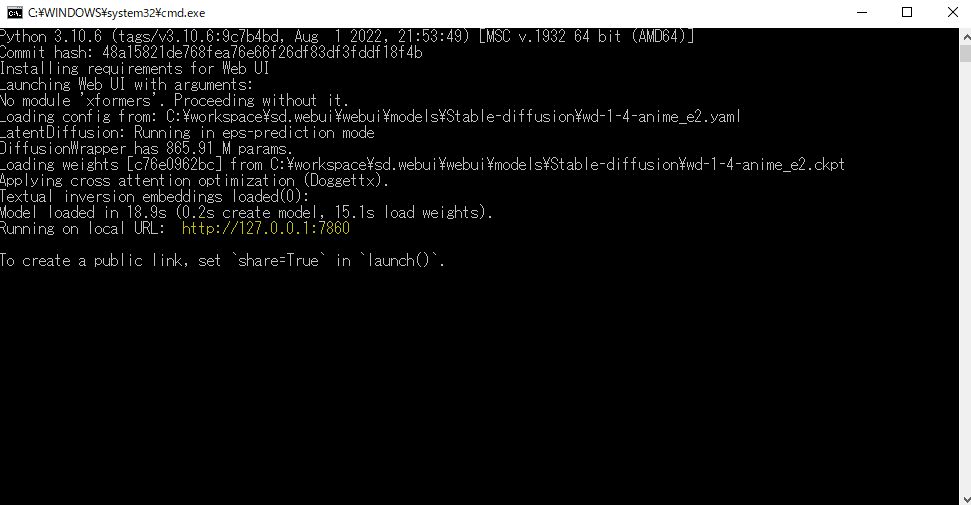 C:¥WINDOWS¥system32¥cmd.exe
Python 3.10.6 (tags/v3.10.6:9c7b4bd, Aug  1 2022, 21:53:49) [MSC v.1932 64 bit (AMD64)]
Commit hash: 48a15821de768fea76e66f26df83df3fddf18f4b
Installing requirements for Web UI
Launching Web UI with arguments:
No module 'xformers'. Proceeding without it.
Loading config from: C:¥workspace¥sd.webui¥webui¥models¥Stable-diffusion¥wd-1-4-anime_e2.yaml
LatentDiffusion: Running in eps-prediction mode
DiffusionWrapper has 865.91 M params.
Loading weights [c76e0962bc] from C:¥workspace¥sd.webui¥webui¥models¥Stable-diffusion¥wd-1-4-anime_e2.ckpt
Applying cross attention optimization (Doggettx).
Textual inversion embeddings loaded(0):
Model loaded in 18.9s (0.2s create model, 15.1s load weights).
Running on local URL:  http://127.0.0.1:7860
To create a public link, set `share=True` in `launch()`.